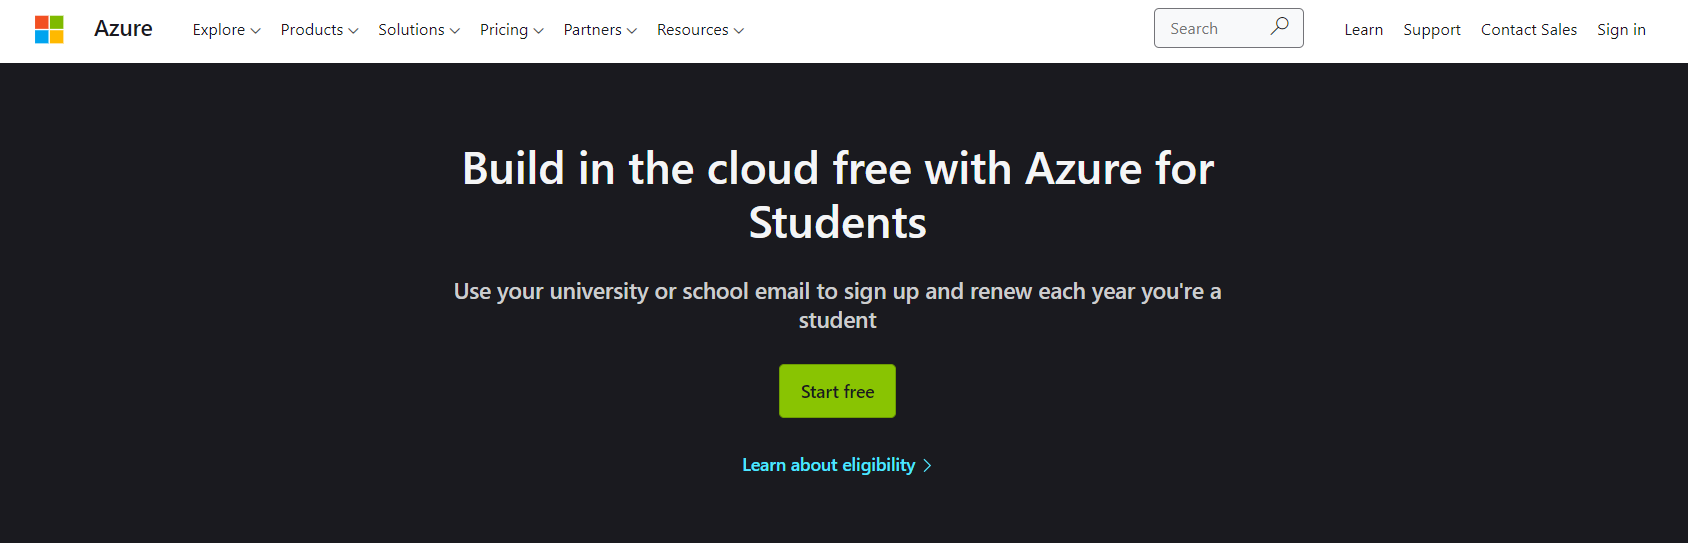 Azure Explore Products Solutions Pricing Partners Resources Search Learn Support Contact Sales Sign in
Build in the cloud free with Azure for
Students
Use your university or school email to sign up and renew each year you're a
student
Start free
Learn about eligibility